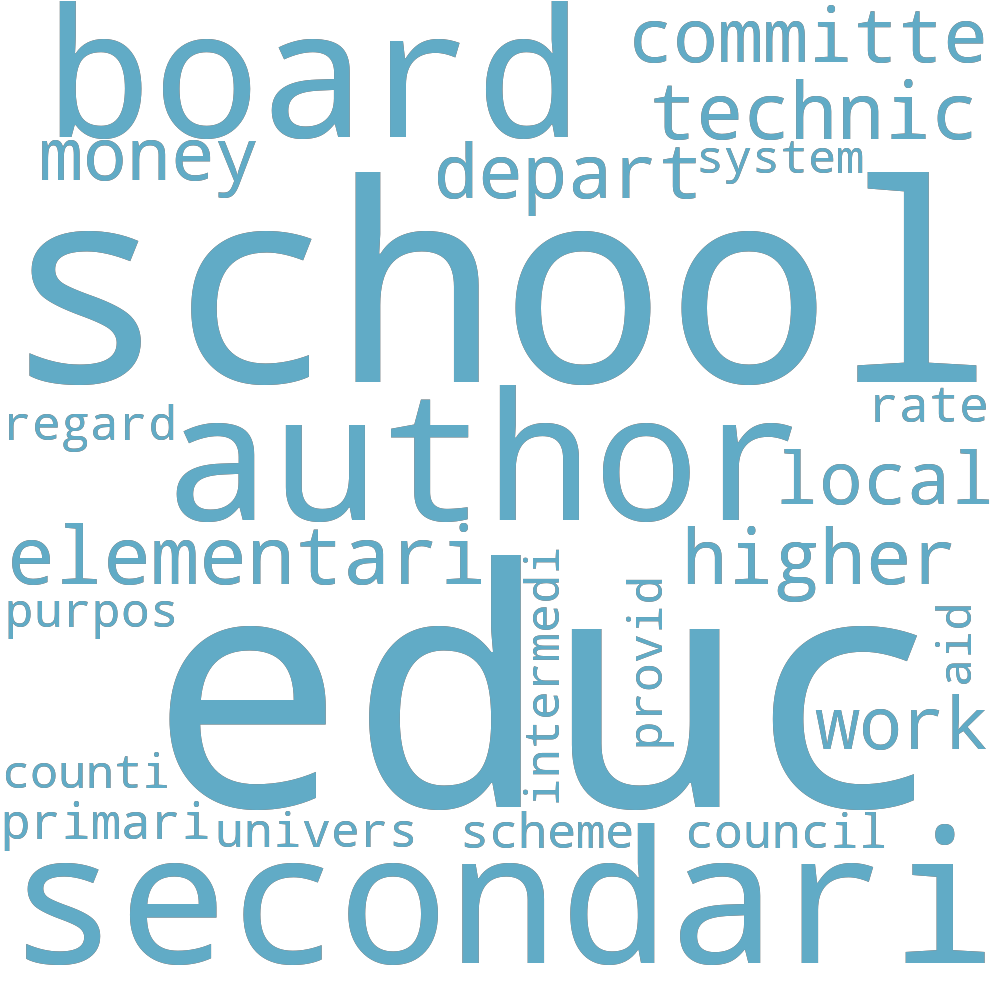 board
committe
technic
money
depart
system
school
regard
author
rate
local
elementari
higher
purpos
educ
intermedi
provid
aid
work
counti
primari
univers
scheme
council
secondari